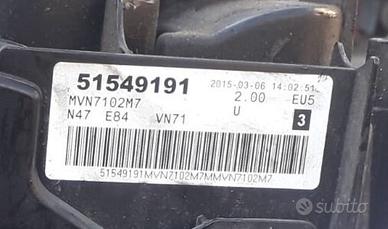 51549191 2015-03-06 14:02:51
MVN7102M7 2.00 EU5
N47 E84 VN71 U 3
51549191MVN7102M7MMVN7102M7
subito